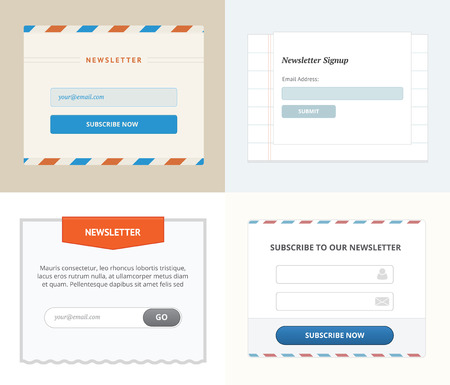 NEWSLETTER
your@email.com
SUBSCRIBE NOW
Newsletter Signup
Email Address:
SUBMIT
NEWSLETTER
Mauris consectetur, leo rhoncus lobortis tristique,
lacus eros rutrum nulla, at rutrum metus diam
et quam. Pellentesque dapibus sit amet felis sed
your@email.com
GO
SUBSCRIBE TO OUR NEWSLETTER
SUBSCRIBE NOW